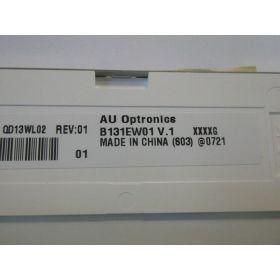 AU Optronics
QD13WL02 REV:01 B131EW01 V.1 XXXXG
MADE IN CHINA (S03) @0721
01